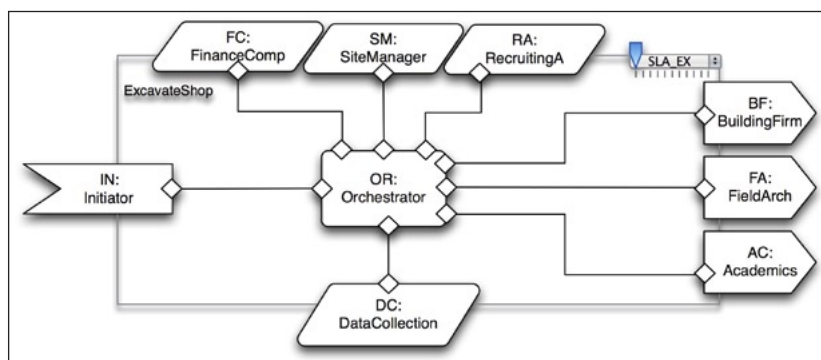 FC:
FinanceComp
SM:
SiteManager
RA:
RecruitingA
SLA_EX
ExcavateShop
BF:
BuildingFirm
IN:
Initiator
OR:
Orchestrator
FA:
FieldArch
AC:
Academics
DC:
DataCollection